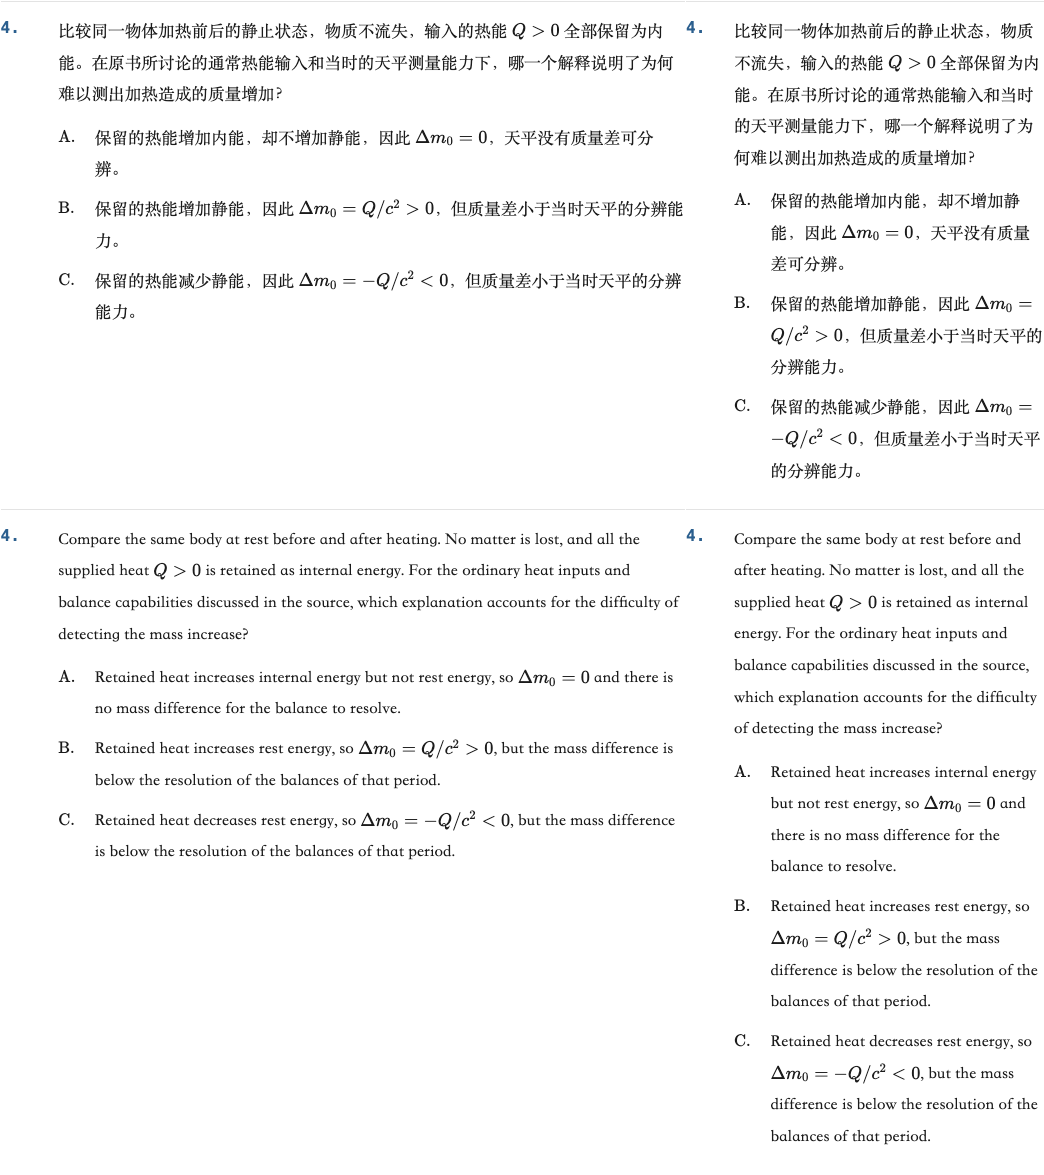 4.
比较同一物体加热前后的静止状态，物质不流失，输入的热能 Q > 0 全部保留为内
能。在原书所讨论的通常热能输入和当时的天平测量能力下，哪一个解释说明了为何
难以测出加热造成的质量增加？
A. 保留的热能增加内能，却不增加静能，因此 Δm₀ = 0，天平没有质量差可分
辨。
B. 保留的热能增加静能，因此 Δm₀ = Q/c² > 0，但质量差小于当时天平的分辨能
力。
C. 保留的热能减少静能，因此 Δm₀ = −Q/c² < 0，但质量差小于当时天平的分辨
能力。
4.
比较同一物体加热前后的静止状态，物质
不流失，输入的热能 Q > 0 全部保留为内
能。在原书所讨论的通常热能输入和当时
的天平测量能力下，哪一个解释说明了为
何难以测出加热造成的质量增加？
A. 保留的热能增加内能，却不增加静
能，因此 Δm₀ = 0，天平没有质量
差可分辨。
B. 保留的热能增加静能，因此 Δm₀ =
Q/c² > 0，但质量差小于当时天平的
分辨能力。
C. 保留的热能减少静能，因此 Δm₀ =
−Q/c² < 0，但质量差小于当时天平
的分辨能力。
4.
Compare the same body at rest before and after heating. No matter is lost, and all the
supplied heat Q > 0 is retained as internal energy. For the ordinary heat inputs and
balance capabilities discussed in the source, which explanation accounts for the difficulty of
detecting the mass increase?
A. Retained heat increases internal energy but not rest energy, so Δm₀ = 0 and there is
no mass difference for the balance to resolve.
B. Retained heat increases rest energy, so Δm₀ = Q/c² > 0, but the mass difference is
below the resolution of the balances of that period.
C. Retained heat decreases rest energy, so Δm₀ = −Q/c² < 0, but the mass difference
is below the resolution of the balances of that period.
4.
Compare the same body at rest before and
after heating. No matter is lost, and all the
supplied heat Q > 0 is retained as internal
energy. For the ordinary heat inputs and
balance capabilities discussed in the source,
which explanation accounts for the difficulty
of detecting the mass increase?
A. Retained heat increases internal energy
but not rest energy, so Δm₀ = 0 and
there is no mass difference for the
balance to resolve.
B. Retained heat increases rest energy, so
Δm₀ = Q/c² > 0, but the mass
difference is below the resolution of the
balances of that period.
C. Retained heat decreases rest energy, so
Δm₀ = −Q/c² < 0, but the mass
difference is below the resolution of the
balances of that period.